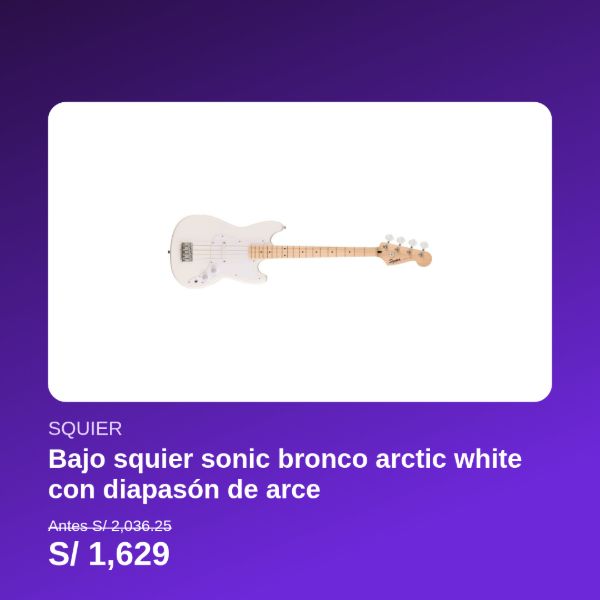 SQUIER
Bajo squier sonic bronco arctic white
con diapasón de arce
Antes S/ 2,036.25
S/ 1,629